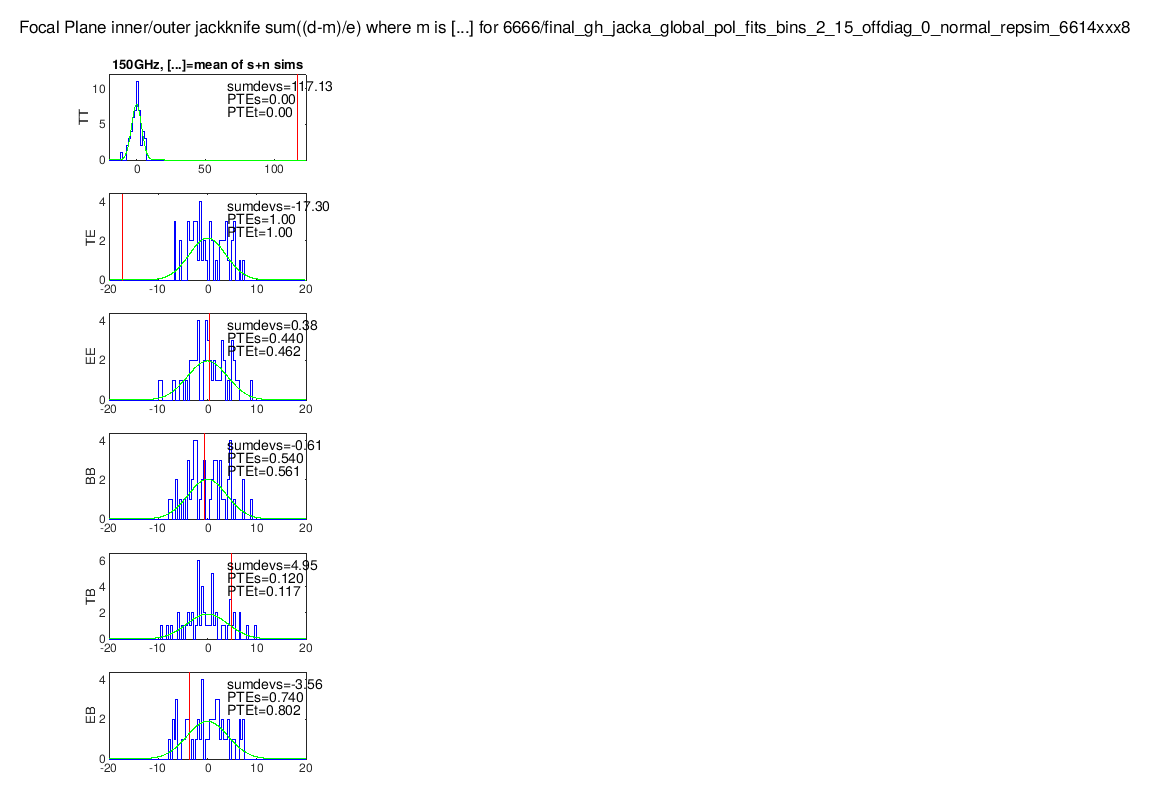 Focal Plane inner/outer jackknife sum((d-m)/e) where m is [...] for 6666/final_gh_jacka_global_pol_fits_bins_2_15_offdiag_0_normal_repsim_6614xxx8
150GHz, [...]=mean of s+n sims
TT
10
5
0
sumdevs=117.13
PTEs=0.00
PTEt=0.00
0 50 100
TE
4
2
0
sumdevs=-17.30
PTEs=1.00
PTEt=1.00
-20 -10 0 10 20
EE
4
2
0
sumdevs=0.38
PTEs=0.440
PTEt=0.462
-20 -10 0 10 20
BB
4
2
0
sumdevs=-0.61
PTEs=0.540
PTEt=0.561
-20 -10 0 10 20
TB
6
4
2
0
sumdevs=4.95
PTEs=0.120
PTEt=0.117
-20 -10 0 10 20
EB
4
2
0
sumdevs=-3.56
PTEs=0.740
PTEt=0.802
-20 -10 0 10 20